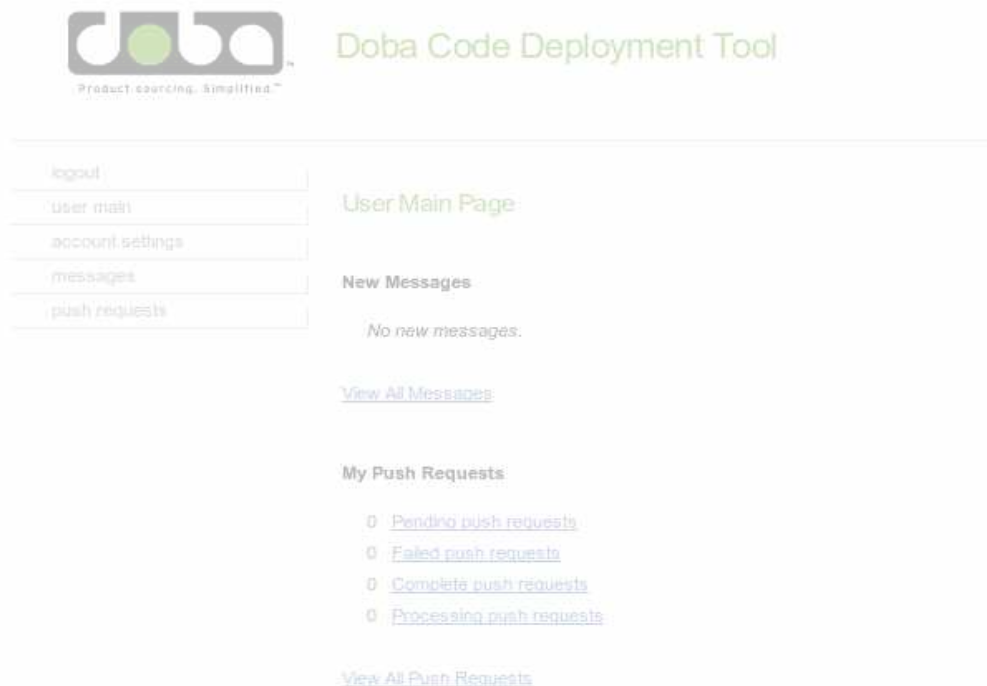 doba™
Product sourcing. Simplified.™
Doba Code Deployment Tool
logout
user main
account settings
messages
push requests
User Main Page
New Messages
No new messages.
View All Messages
My Push Requests
0 Pending push requests
0 Failed push requests
0 Complete push requests
0 Processing push requests
View All Push Requests